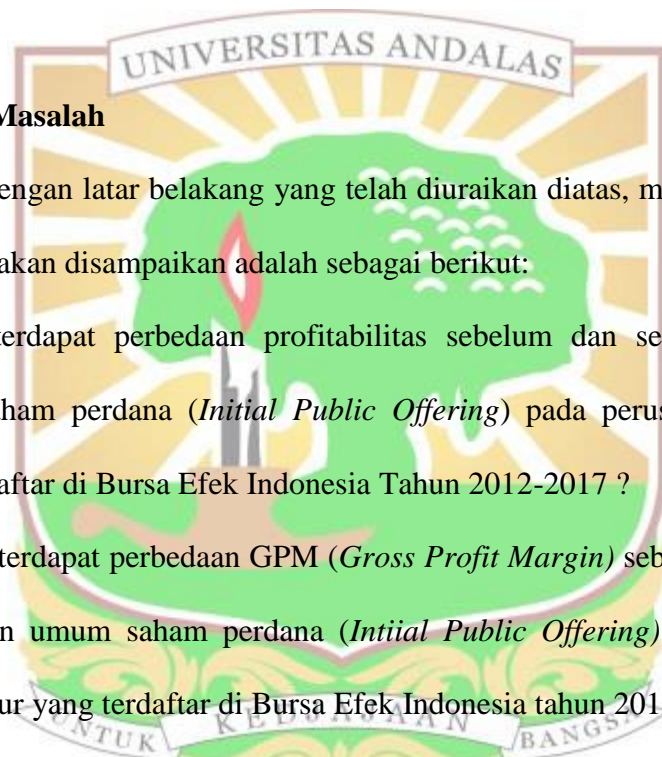 UNIVERSITAS ANDALAS
Masalah
engan latar belakang yang telah diuraikan diatas, m
akan disampaikan adalah sebagai berikut:
terdapat perbedaan profitabilitas sebelum dan se
aham perdana (Initial Public Offering) pada perus
aftar di Bursa Efek Indonesia Tahun 2012-2017 ?
terdapat perbedaan GPM (Gross Profit Margin) seb
n umum saham perdana (Intiial Public Offering)
ur yang terdaftar di Bursa Efek Indonesia tahun 201
UNTUK KEDJAJAAN BANGSA